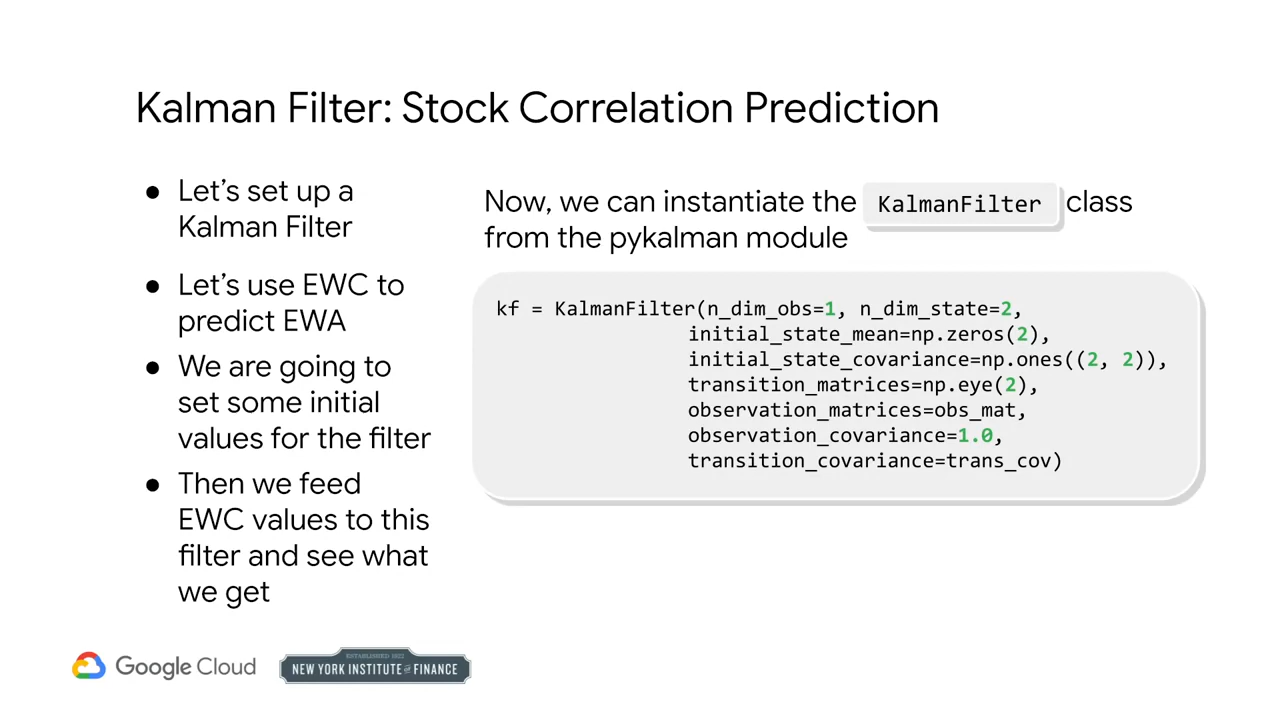 Kalman Filter: Stock Correlation Prediction
● Let’s set up a
Kalman Filter
● Let’s use EWC to
predict EWA
● We are going to
set some initial
values for the filter
● Then we feed
EWC values to this
filter and see what
we get
Now, we can instantiate the KalmanFilter class
from the pykalman module
kf = KalmanFilter(n_dim_obs=1, n_dim_state=2,
initial_state_mean=np.zeros(2),
initial_state_covariance=np.ones((2, 2)),
transition_matrices=np.eye(2),
observation_matrices=obs_mat,
observation_covariance=1.0,
transition_covariance=trans_cov)
Google Cloud
ESTABLISHED 1922
NEW YORK INSTITUTE OF FINANCE